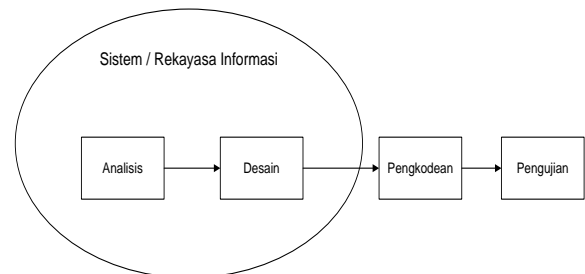 Sistem / Rekayasa Informasi
Analisis
Desain
Pengkodean
Pengujian